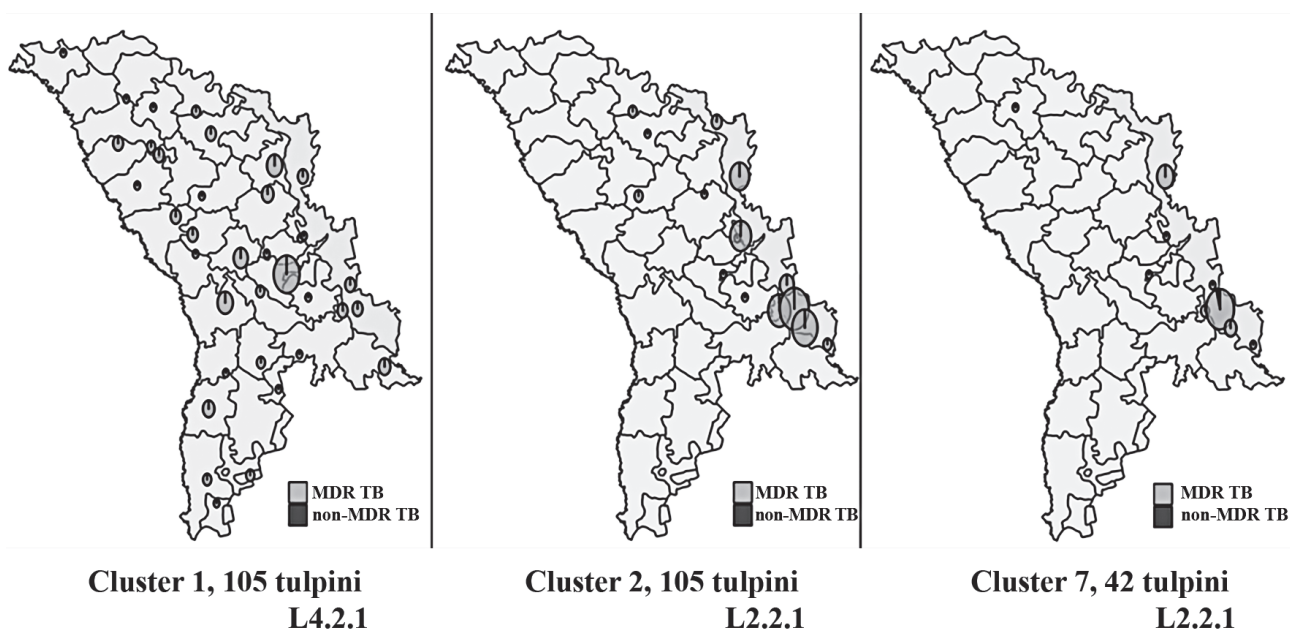 MDR TB
non-MDR TB
MDR TB
non-MDR TB
MDR TB
non-MDR TB
Cluster 1, 105 tulpini
L4.2.1
Cluster 2, 105 tulpini
L2.2.1
Cluster 7, 42 tulpini
L2.2.1